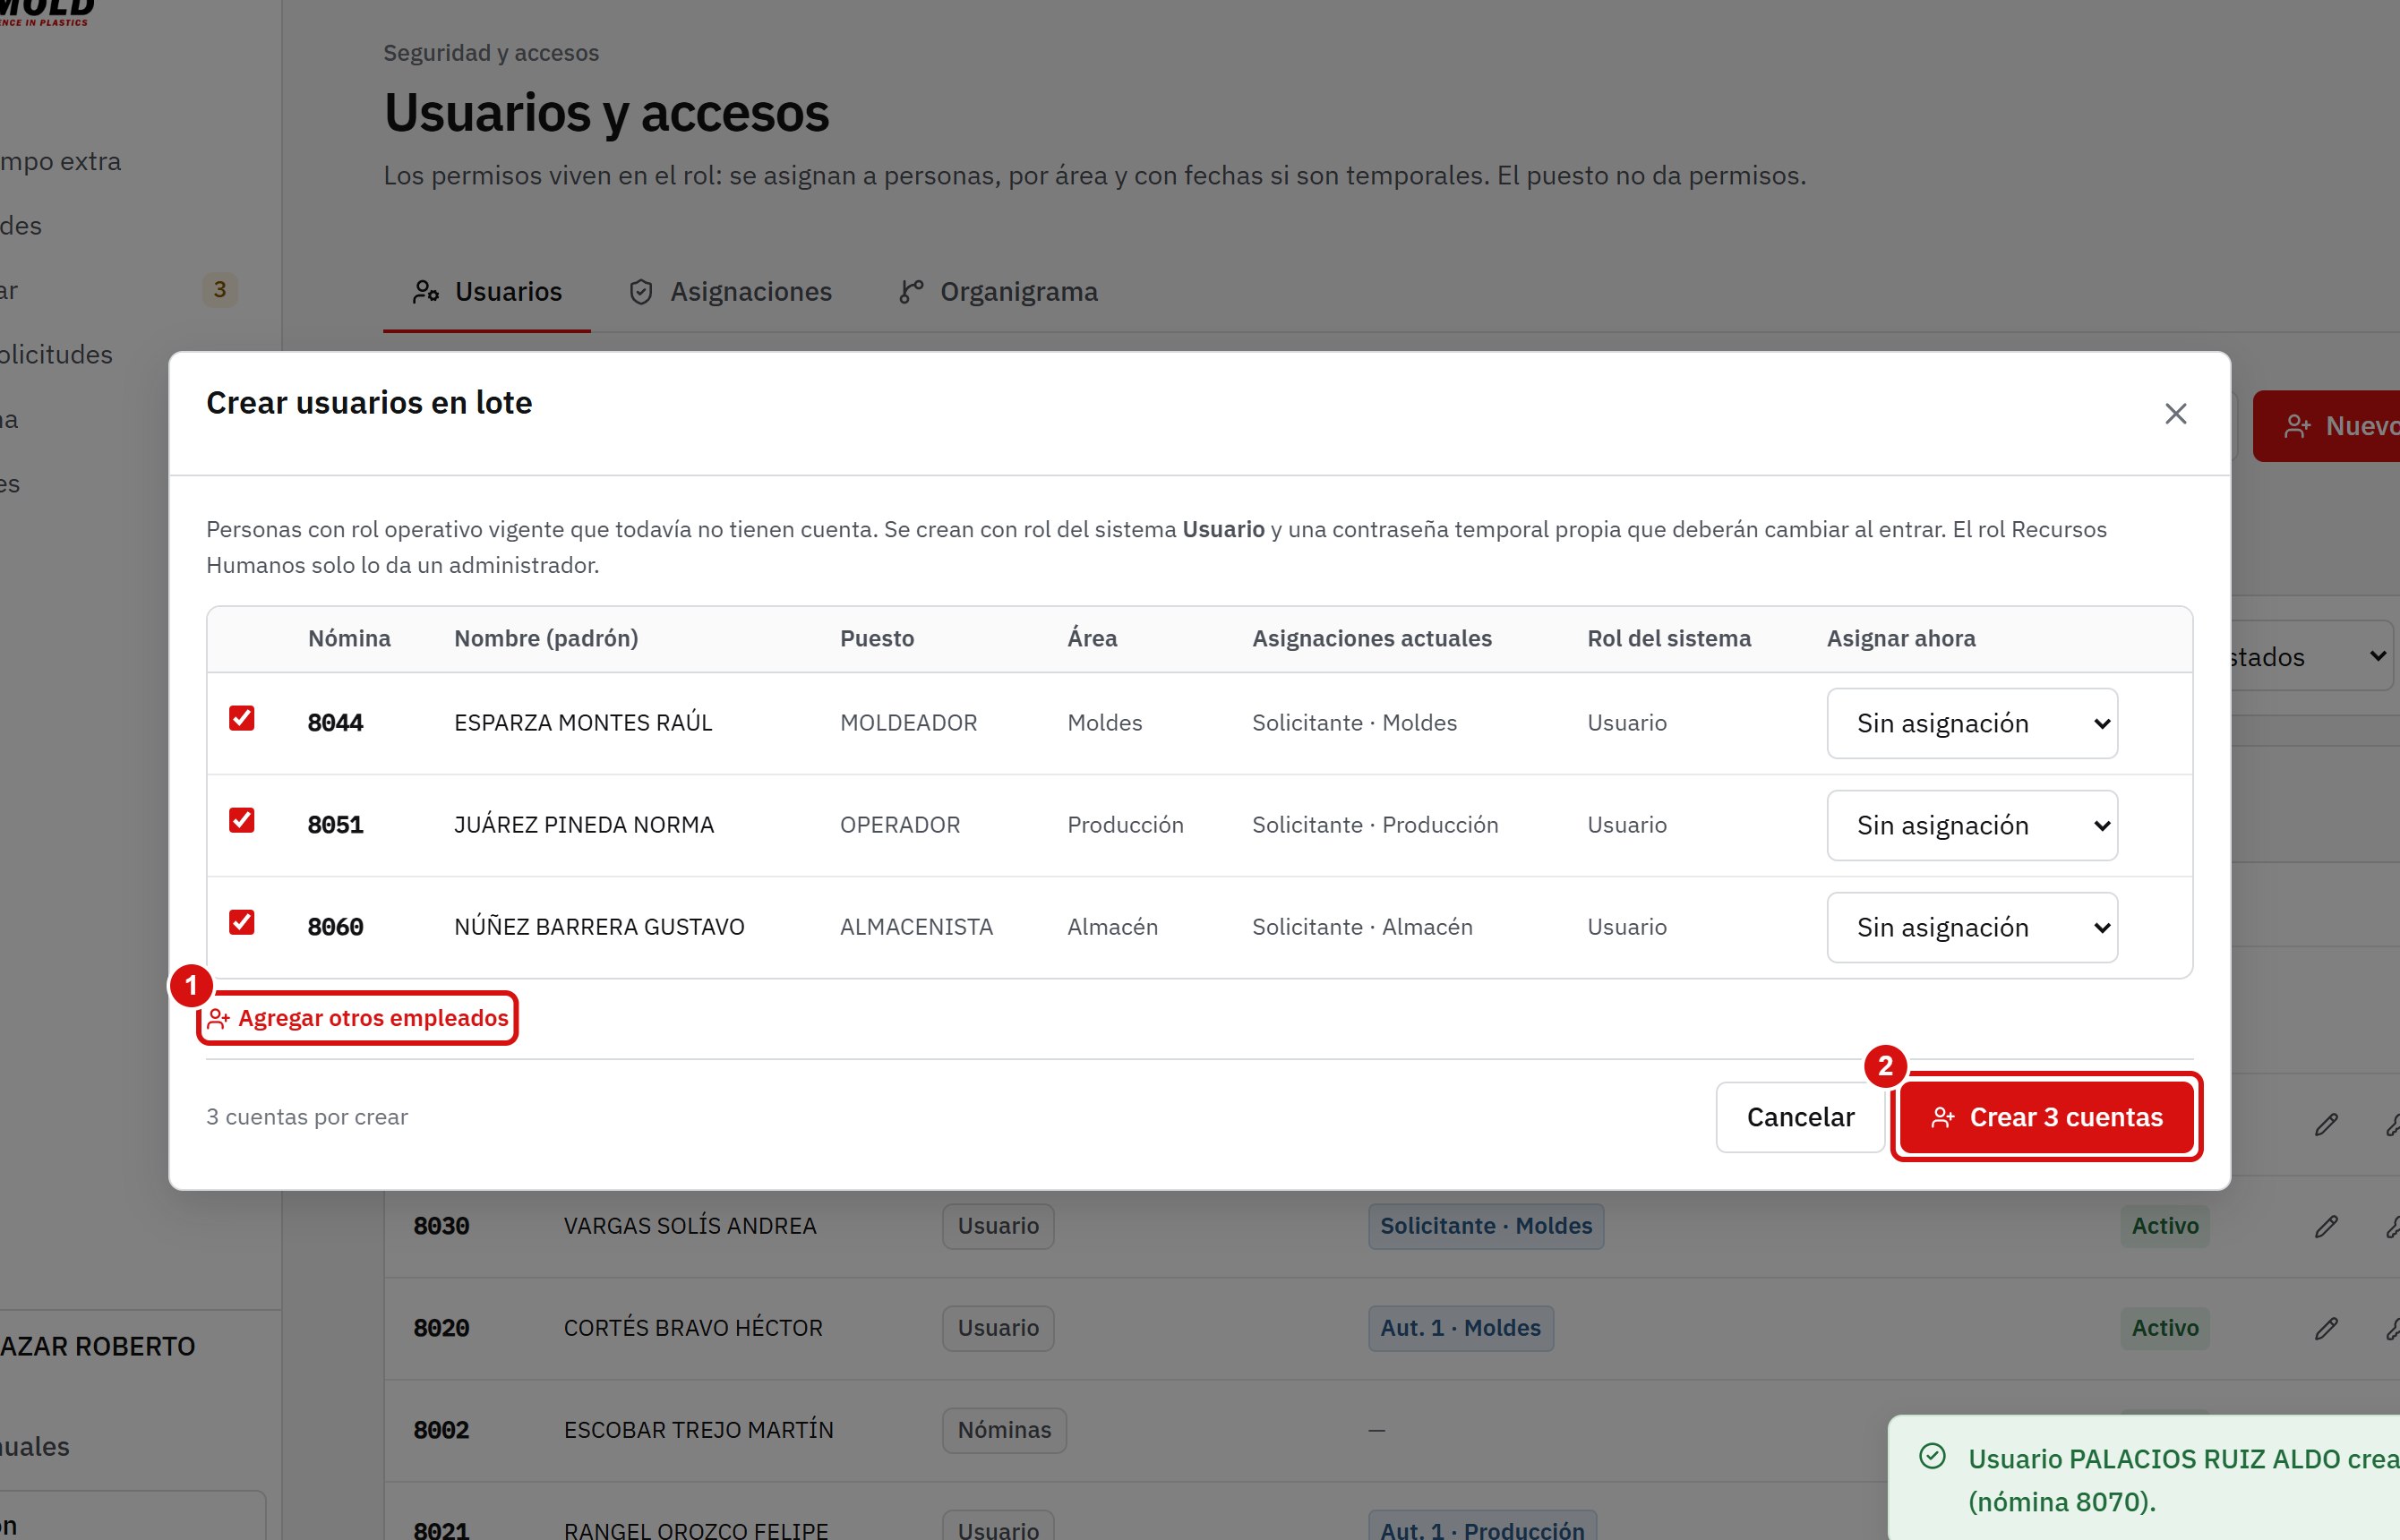 MOLD
ENCE IN PLASTICS
Seguridad y accesos
Usuarios y accesos
Los permisos viven en el rol: se asignan a personas, por área y con fechas si son temporales. El puesto no da permisos.
mpo extra
des
ar 3
olicitudes
na
es
Usuarios Asignaciones Organigrama
Nuevo
stados
Crear usuarios en lote
Personas con rol operativo vigente que todavía no tienen cuenta. Se crean con rol del sistema Usuario y una contraseña temporal propia que deberán cambiar al entrar. El rol Recursos
Humanos solo lo da un administrador.
Nómina Nombre (padrón) Puesto Área Asignaciones actuales Rol del sistema Asignar ahora
8044 ESPARZA MONTES RAÚL MOLDEADOR Moldes Solicitante · Moldes Usuario Sin asignación
8051 JUÁREZ PINEDA NORMA OPERADOR Producción Solicitante · Producción Usuario Sin asignación
8060 NÚÑEZ BARRERA GUSTAVO ALMACENISTA Almacén Solicitante · Almacén Usuario Sin asignación
1
Agregar otros empleados
2
3 cuentas por crear Cancelar Crear 3 cuentas
8030 VARGAS SOLÍS ANDREA Usuario Solicitante · Moldes Activo
8020 CORTÉS BRAVO HÉCTOR Usuario Aut. 1 · Moldes Activo
8002 ESCOBAR TREJO MARTÍN Nóminas —
8021 RANGEL OROZCO FELIPE Usuario Aut. 1 · Producción
AZAR ROBERTO
nuales
ón
Usuario PALACIOS RUIZ ALDO crea
(nómina 8070).